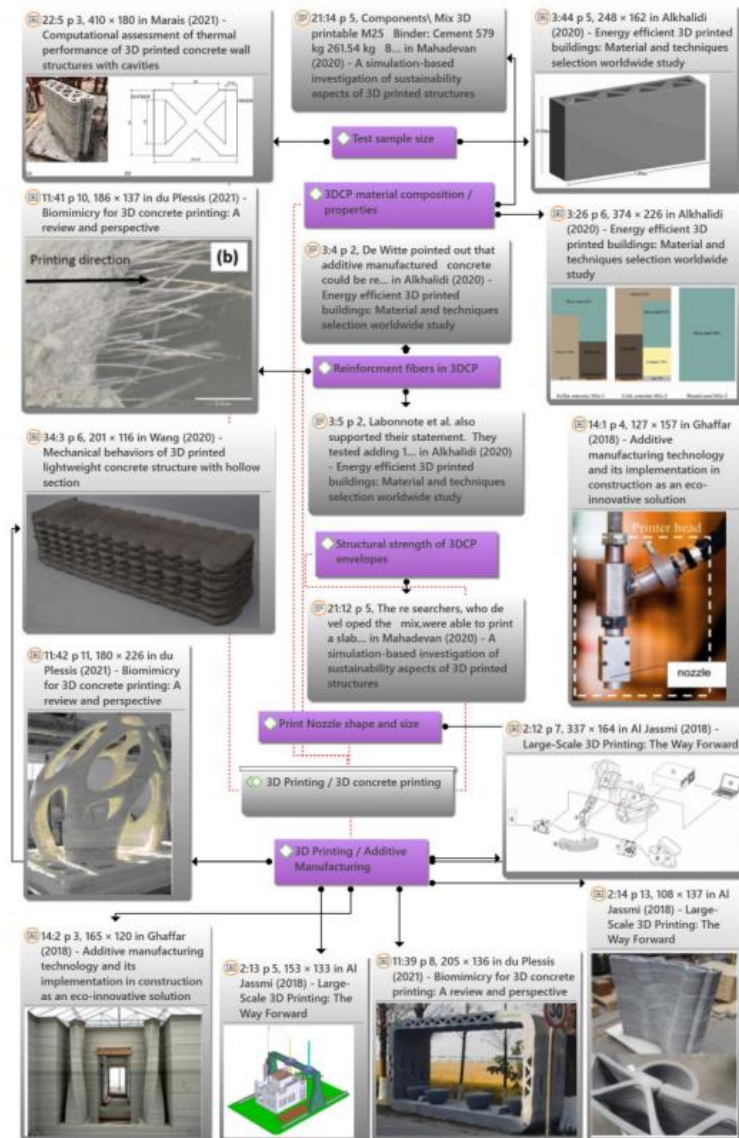 22:5 p 3, 410 × 180 in Marais (2021) -
Computational assessment of thermal
performance of 3D printed concrete wall
structures with cavities
21:14 p 5, Components\ Mix 3D
printable M25 Binder: Cement 579
kg 261.54 kg B... in Mahadevan
(2020) - A simulation-based
investigation of sustainability
aspects of 3D printed structures
3:44 p 5, 248 × 162 in Alkhalidi
(2020) - Energy efficient 3D printed
buildings: Material and techniques
selection worldwide study
Test sample size
11:41 p 10, 186 × 137 in du Plessis
(2021) - Biomimicry for 3D
concrete printing: A
review and perspective
Printing direction
(b)
3DCP material composition /
properties
3:26 p 6, 374 × 226 in Alkhalidi
(2020) - Energy efficient 3D
printed buildings: Material and
techniques selection worldwide
study
3:4 p 2, De Witte pointed out that
additive manufactured concrete
could be re... in Alkhalidi (2020) -
Energy efficient 3D printed
buildings: Material and techniques
selection worldwide study
Reinforment fibers in 3DCP
34:3 p 6, 201 × 116 in Wang (2020) -
Mechanical behaviors of 3D printed
lightweight concrete structure with hollow
section
3:5 p 2, Labonnote et al. also
supported their statement. They
tested adding 1... in Alkhalidi (2020)
- Energy efficient 3D printed
buildings: Material and techniques
selection worldwide study
14:1 p 4, 127 × 157 in Ghaffar
(2018) - Additive
manufacturing technology
and its implementation in
construction as an eco-
innovative solution
Printer head
nozzle
Structural strength of 3DCP
envelopes
21:12 p 5, The re searchers, who de
vel oped the mix,were able to print
a slab... in Mahadevan (2020) - A
simulation-based investigation of
sustainability aspects of 3D printed
structures
11:42 p 11, 180 × 226 in du
Plessis (2021) - Biomimicry
for 3D concrete printing: A
review and perspective
Print Nozzle shape and size
2:12 p 7, 337 × 164 in Al Jassmi (2018) -
Large-Scale 3D Printing: The Way Forward
3D Printing / 3D concrete printing
3D Printing / Additive
Manufacturing
14:2 p 3, 165 × 120 in Ghaffar
(2018) - Additive manufacturing
technology and its
implementation in construction
as an eco-innovative solution
2:13 p 5, 153 × 133 in Al
Jassmi (2018) - Large-
Scale 3D Printing: The
Way Forward
11:39 p 8, 205 × 136 in du Plessis
(2021) - Biomimicry for 3D concrete
printing: A review and perspective
2:14 p 13, 108 × 137 in Al
Jassmi (2018) - Large-
Scale 3D Printing: The
Way Forward